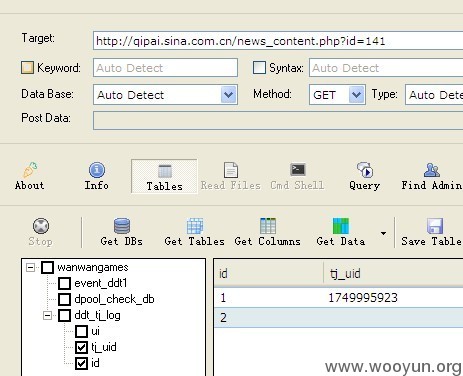 Target: http://qipai.sina.com.cn/news_content.php?id=141
Keyword: Auto Detect Syntax: Auto Detect
Data Base: Auto Detect Method: GET Type: Auto Dete
Post Data:
About Info Tables Read Files Cmd Shell Query Find Admin
Stop Get DBs Get Tables Get Columns Get Data Save Table
wanwangames
event_ddt1
dpool_check_db
ddt_tj_log
ui
tj_uid
id
id tj_uid
1 1749995923
2
www.wooyun.org